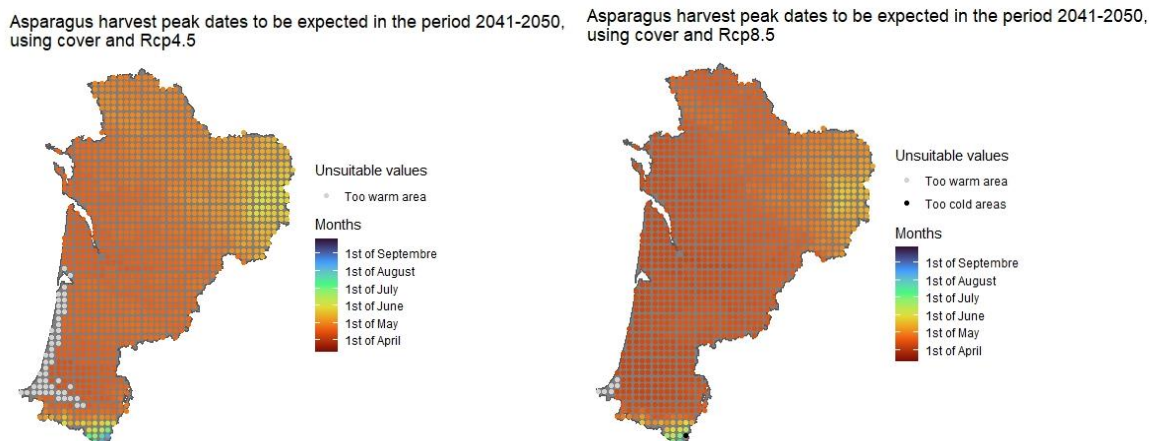 Asparagus harvest peak dates to be expected in the period 2041-2050,
using cover and Rcp4.5
Unsuitable values
Too warm area
Months
1st of Septembre
1st of August
1st of July
1st of June
1st of May
1st of April
Asparagus harvest peak dates to be expected in the period 2041-2050,
using cover and Rcp8.5
Unsuitable values
Too warm area
Too cold areas
Months
1st of Septembre
1st of August
1st of July
1st of June
1st of May
1st of April